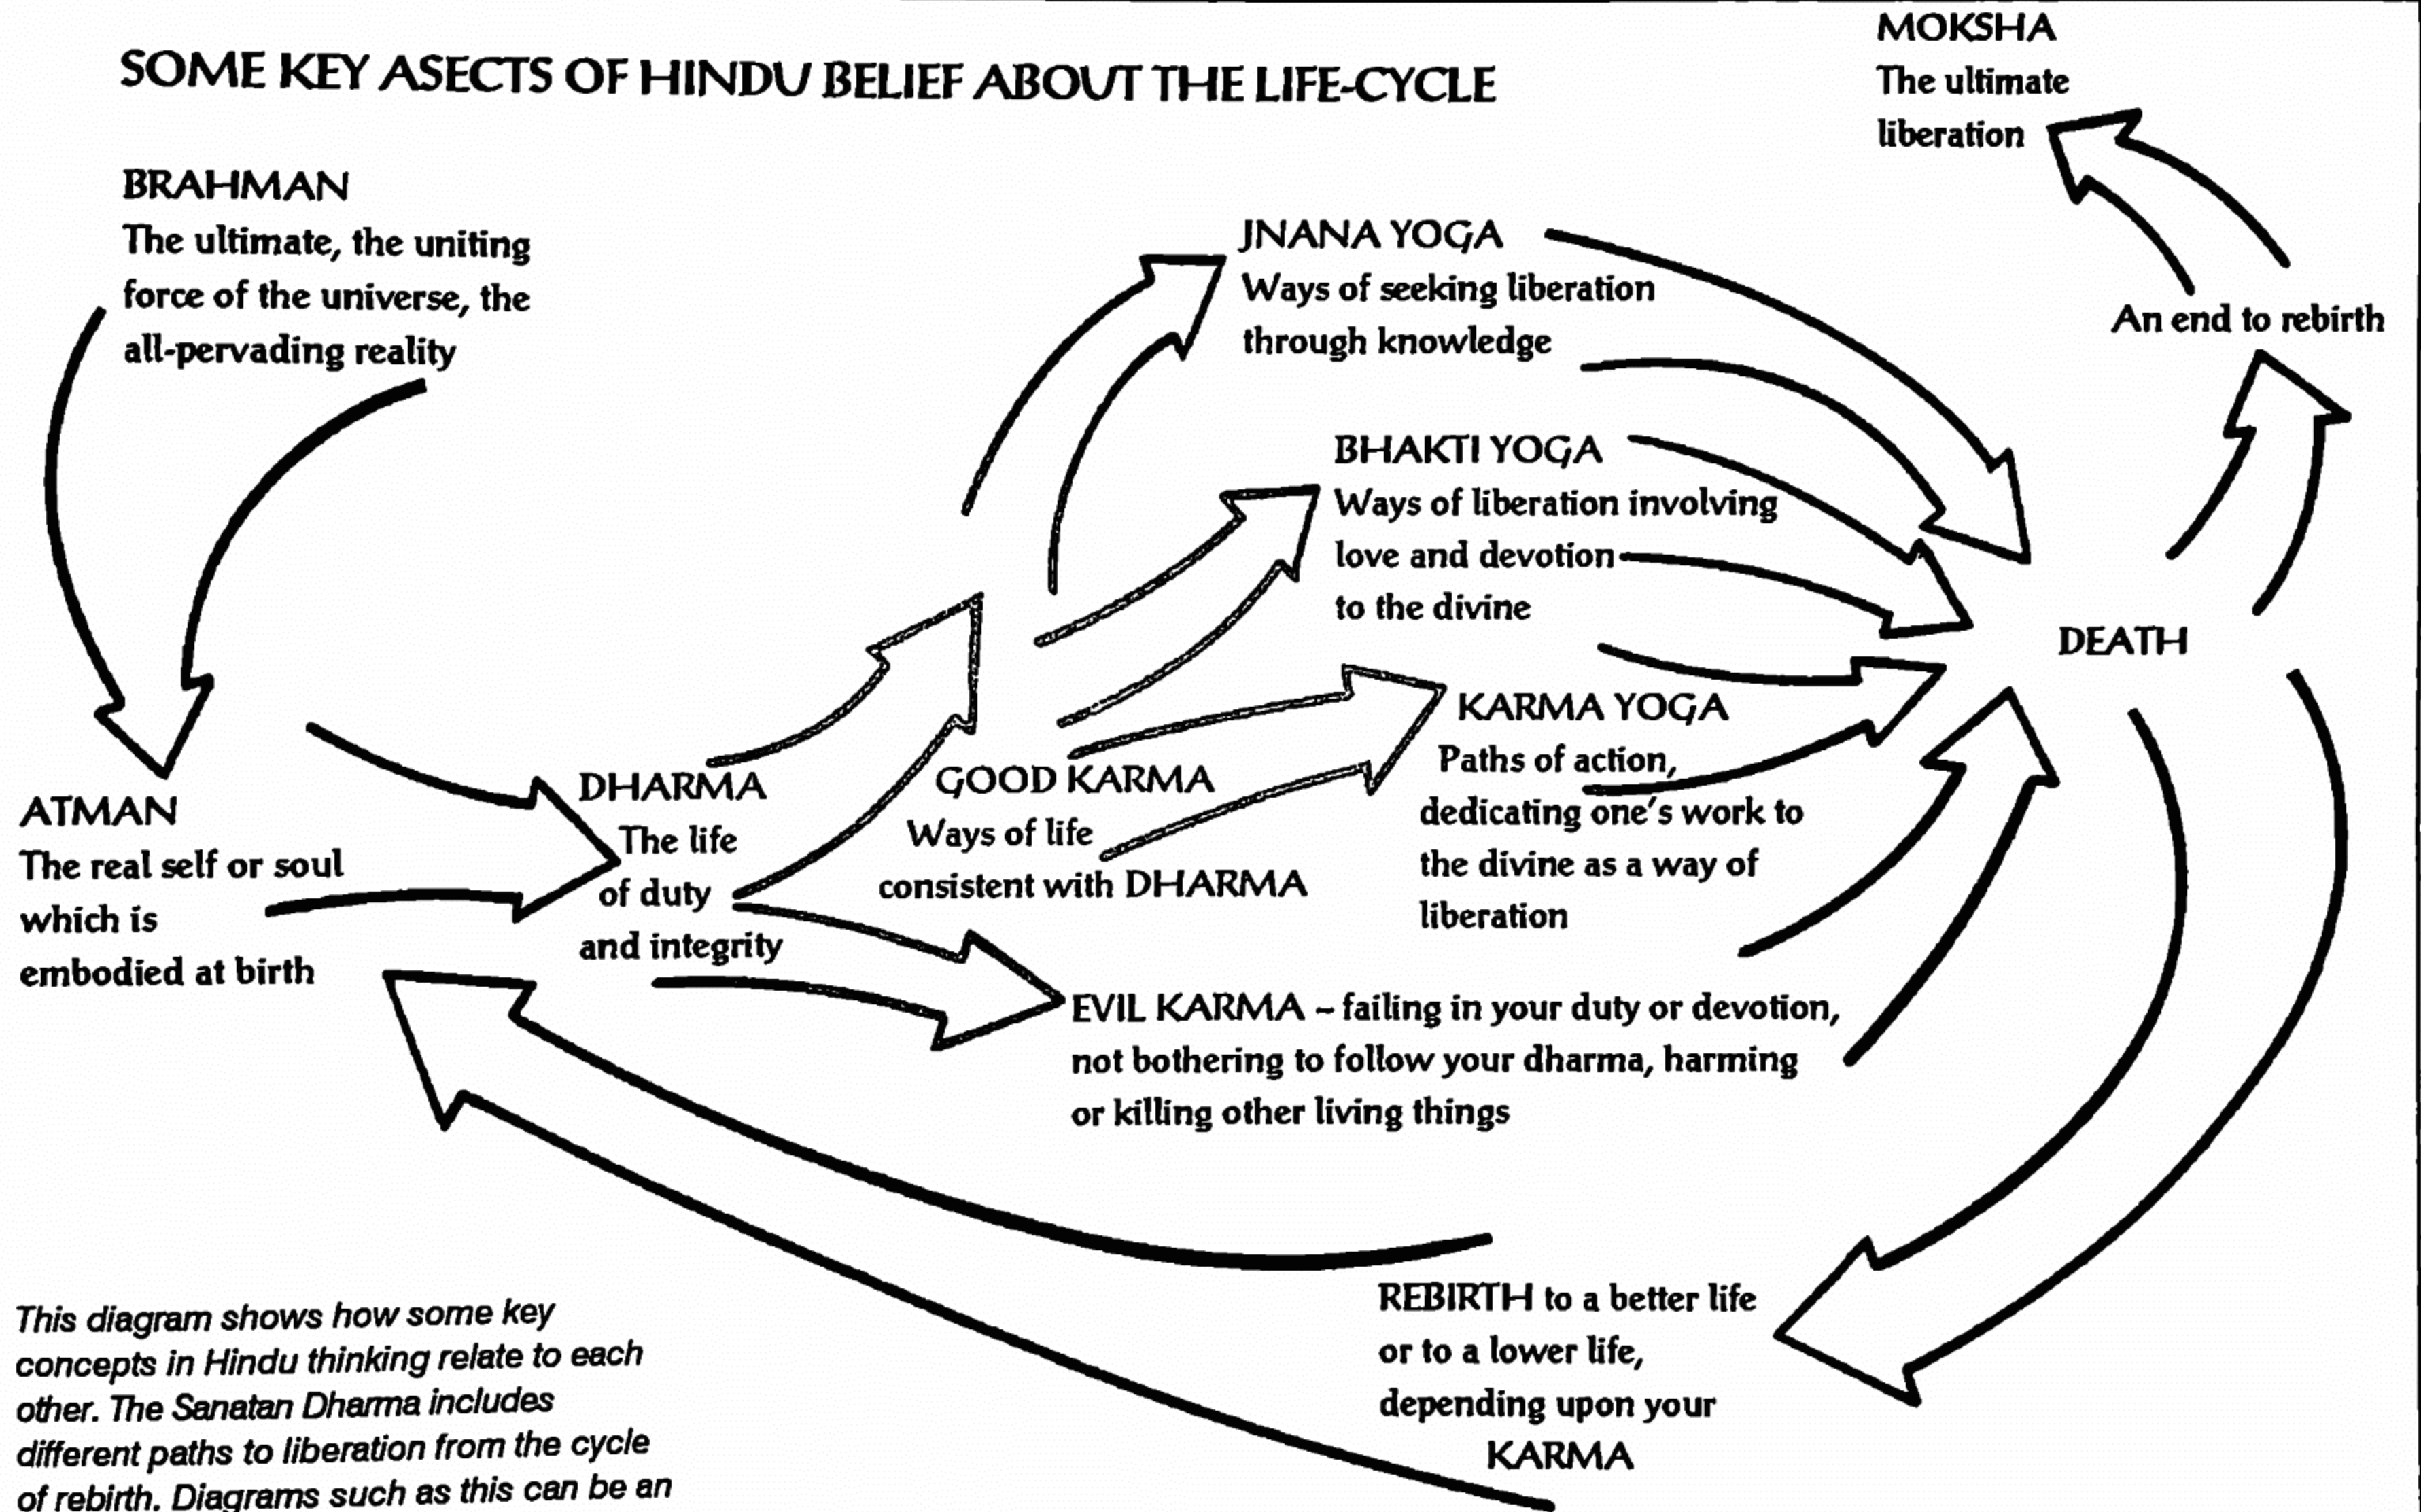 SOME KEY ASECTS OF HINDU BELIEF ABOUT THE LIFE-CYCLE
MOKSHA
The ultimate
liberation
BRAHMAN
The ultimate, the uniting
force of the universe, the
all-pervading reality
JNANA YOGA
Ways of seeking liberation
through knowledge
An end to rebirth
BHAKTI YOGA
Ways of liberation involving
love and devotion
to the divine
DEATH
KARMA YOGA
Paths of action,
dedicating one's work to
the divine as a way of
liberation
ATMAN
The real self or soul
which is
embodied at birth
DHARMA
The life
of duty
and integrity
GOOD KARMA
Ways of life
consistent with DHARMA
EVIL KARMA – failing in your duty or devotion,
not bothering to follow your dharma, harming
or killing other living things
REBIRTH to a better life
or to a lower life,
depending upon your
KARMA
This diagram shows how some key
concepts in Hindu thinking relate to each
other. The Sanatan Dharma includes
different paths to liberation from the cycle
of rebirth. Diagrams such as this can be an